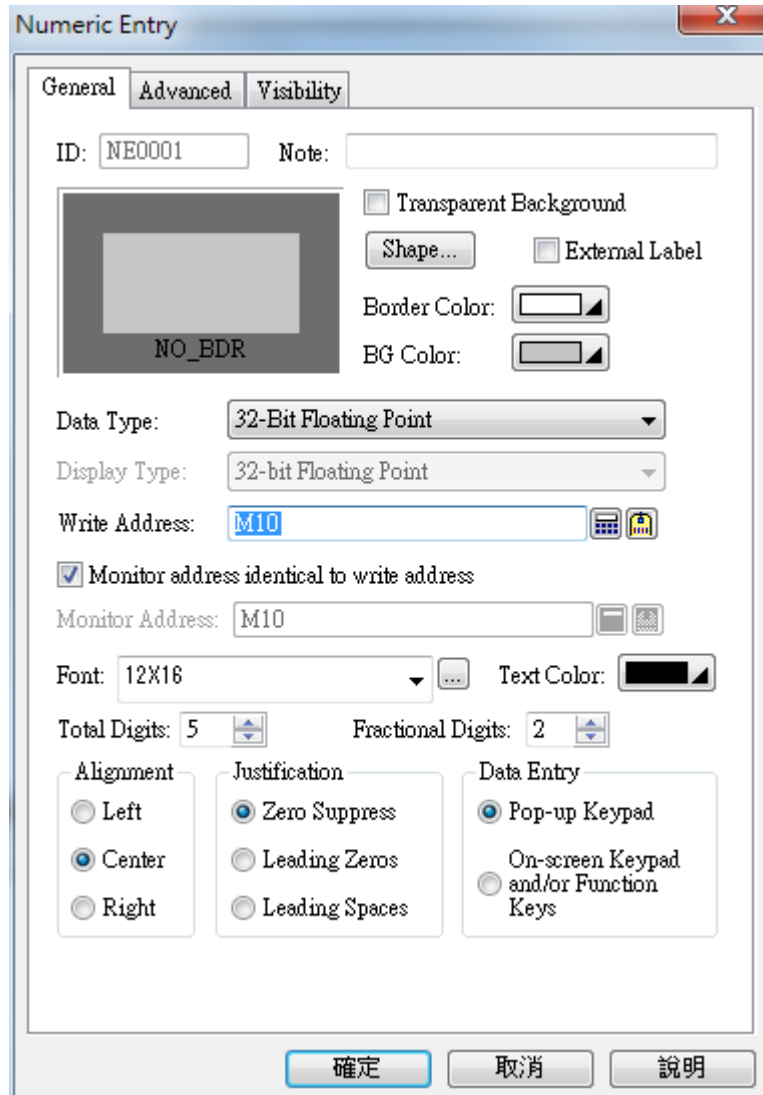 Numeric Entry
x
General Advanced Visibility
ID: NE0001 Note:
Transparent Background
Shape... External Label
Border Color:
NO_BDR
BG Color:
Data Type: 32-Bit Floating Point
Display Type: 32-bit Floating Point
Write Address: M10
Monitor address identical to write address
Monitor Address: M10
Font: 12X16 ... Text Color:
Total Digits: 5 Fractional Digits: 2
Alignment Justification Data Entry
Left Zero Suppress Pop-up Keypad
Center Leading Zeros On-screen Keypad
and/or Function
Keys
Right Leading Spaces
確定 取消 說明